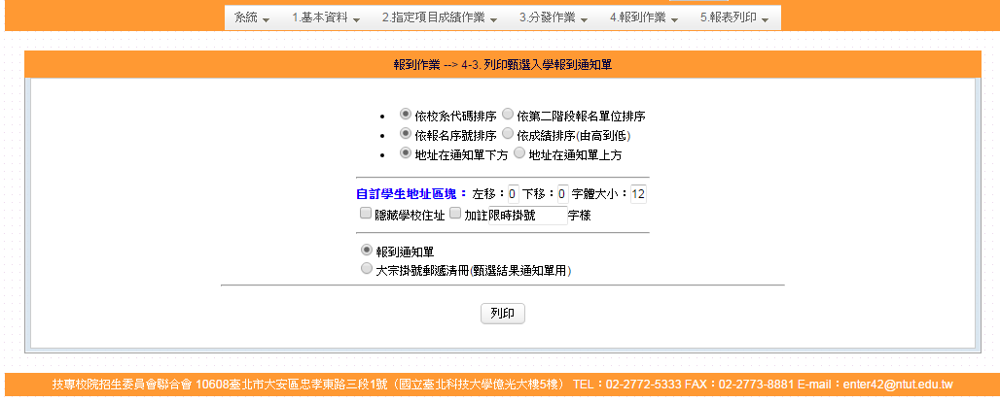 系統 1.基本資料 2.指定項目成績作業 3.分發作業 4.報到作業 5.報表列印
報到作業 --> 4-3. 列印甄選入學報到通知單
依校系代碼排序 依第二階段報名單位排序
依報名序號排序 依成績排序(由高到低)
地址在通知單下方 地址在通知單上方
自訂學生地址區塊： 左移：0 下移：0 字體大小：12
隱藏學校住址 加註限時掛號 字樣
報到通知單
大宗掛號郵遞清冊(甄選結果通知單用)
列印
技專校院招生委員會聯合會 10608臺北市大安區忠孝東路三段1號（國立臺北科技大學億光大樓5樓） TEL：02-2772-5333 FAX：02-2773-8881 E-mail：enter42@ntut.edu.tw